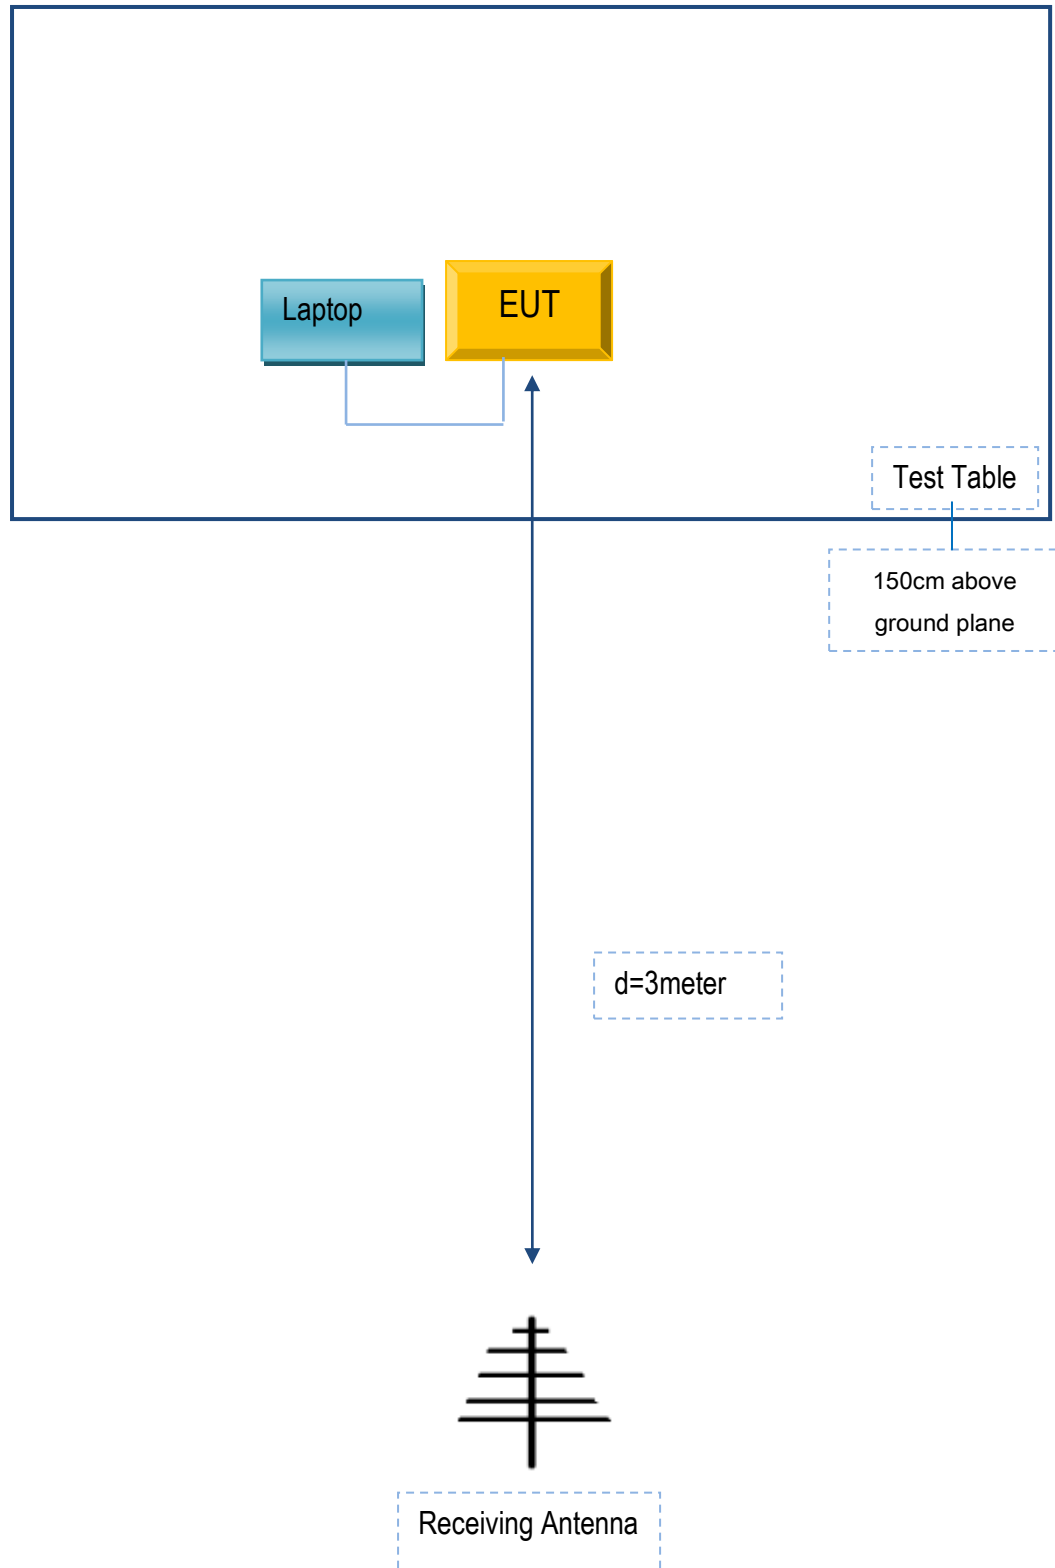 Laptop
EUT
Test Table
150cm above
ground plane
d=3meter
Receiving Antenna